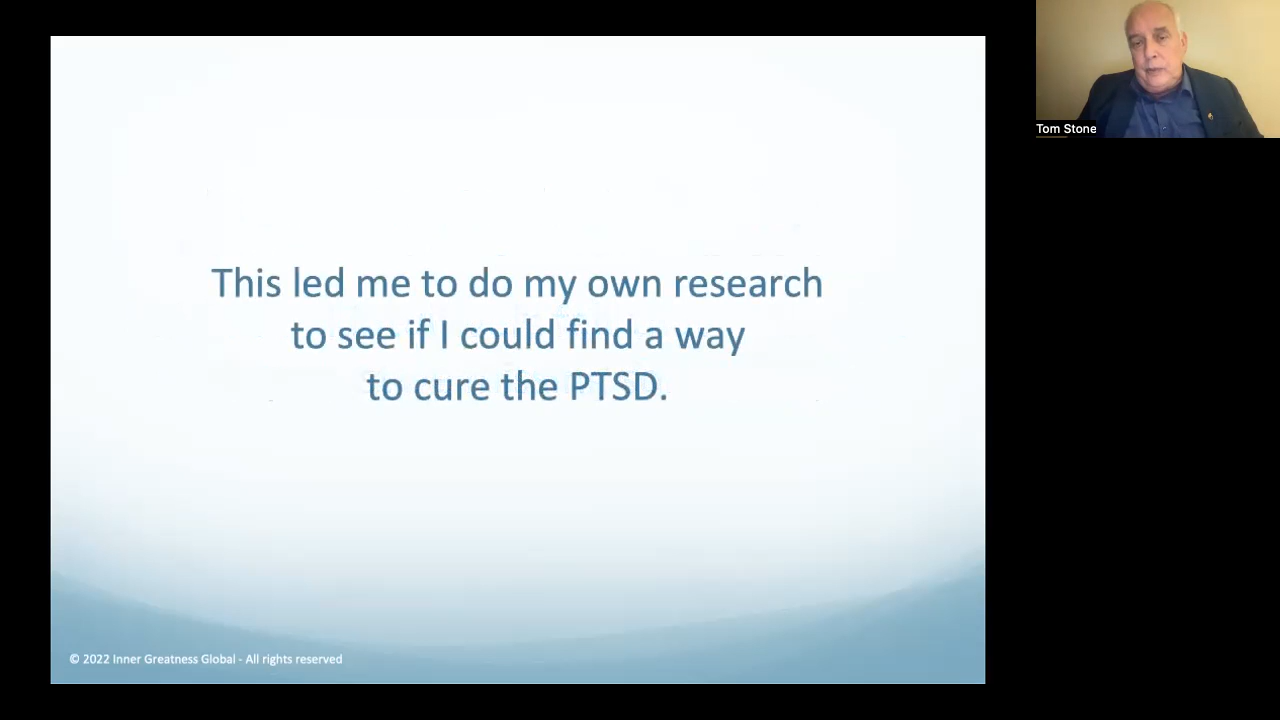 This led me to do my own research
to see if I could find a way
to cure the PTSD.
© 2022 Inner Greatness Global - All rights reserved
Tom Stone